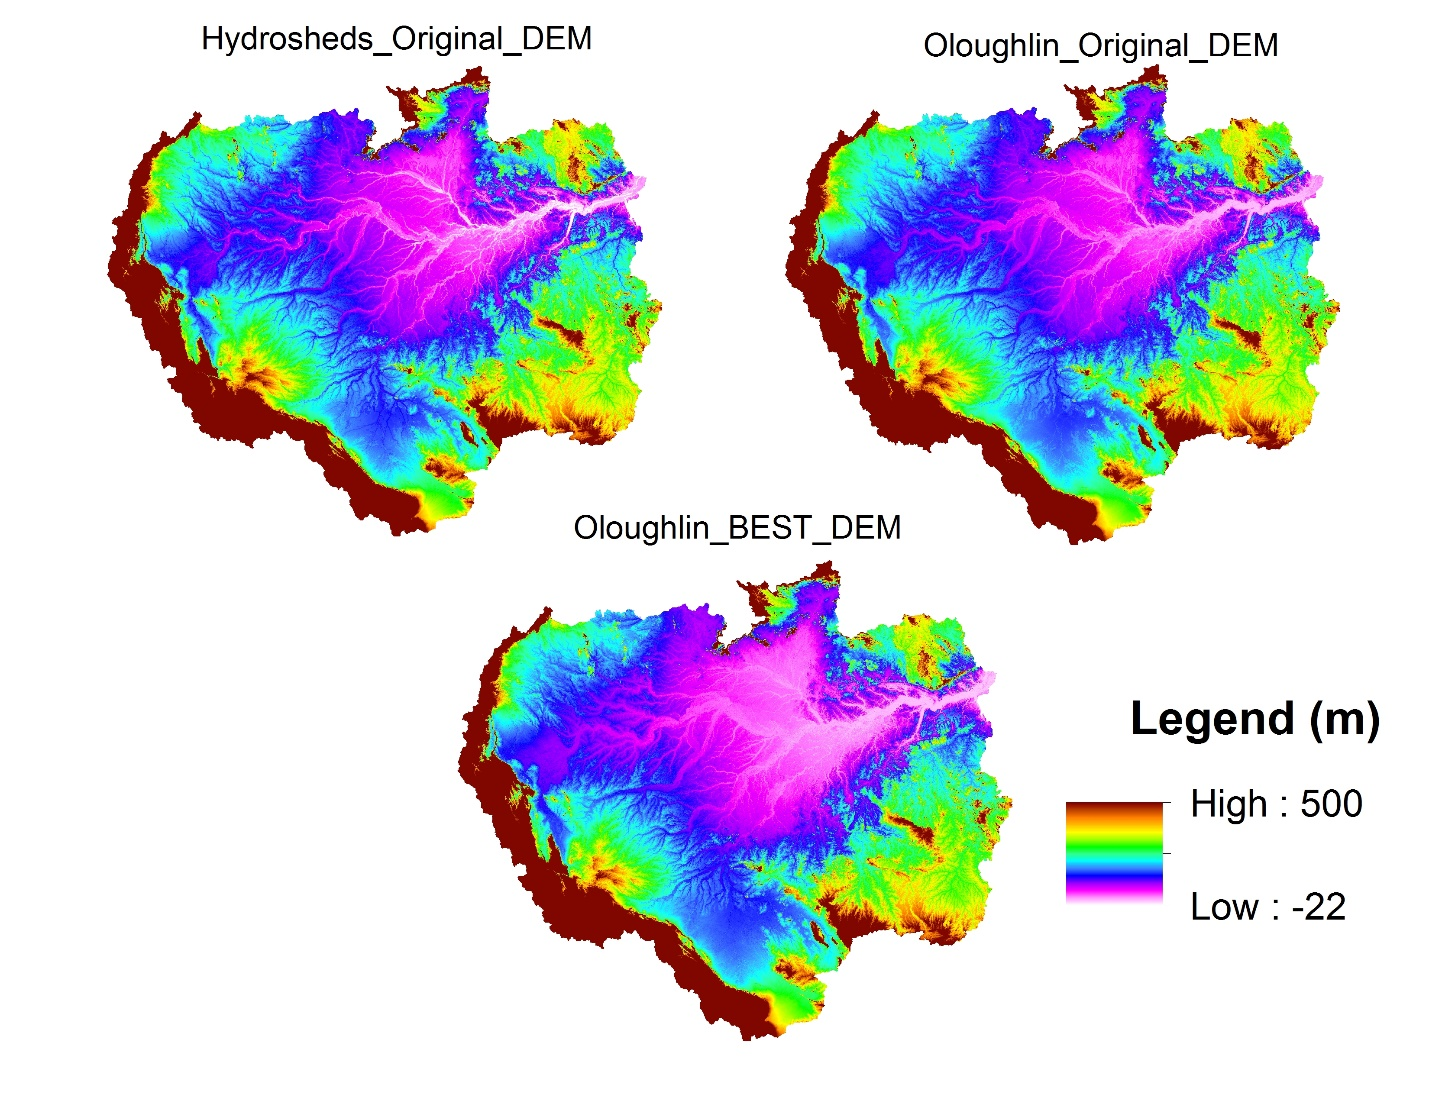 Hydrosheds_Original_DEM
Oloughlin_Original_DEM
Oloughlin_BEST_DEM
Legend (m)
High : 500
Low : -22